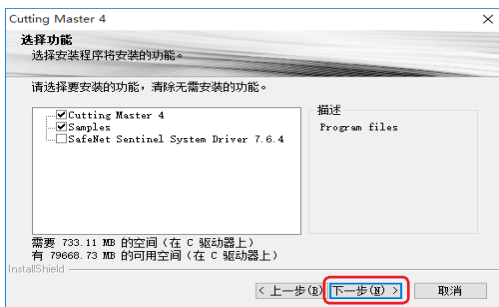 Cutting Master 4
选择功能
选择安装程序将安装的功能。
请选择要安装的功能，清除无需安装的功能。
Cutting Master 4
Samples
SafeNet Sentinel System Driver 7.6.4
描述
Program files
需要 733.11 MB 的空间（在 C 驱动器上）
有 79668.73 MB 的可用空间（在 C 驱动器上）
InstallShield
< 上一步(B) 下一步(N) > 取消